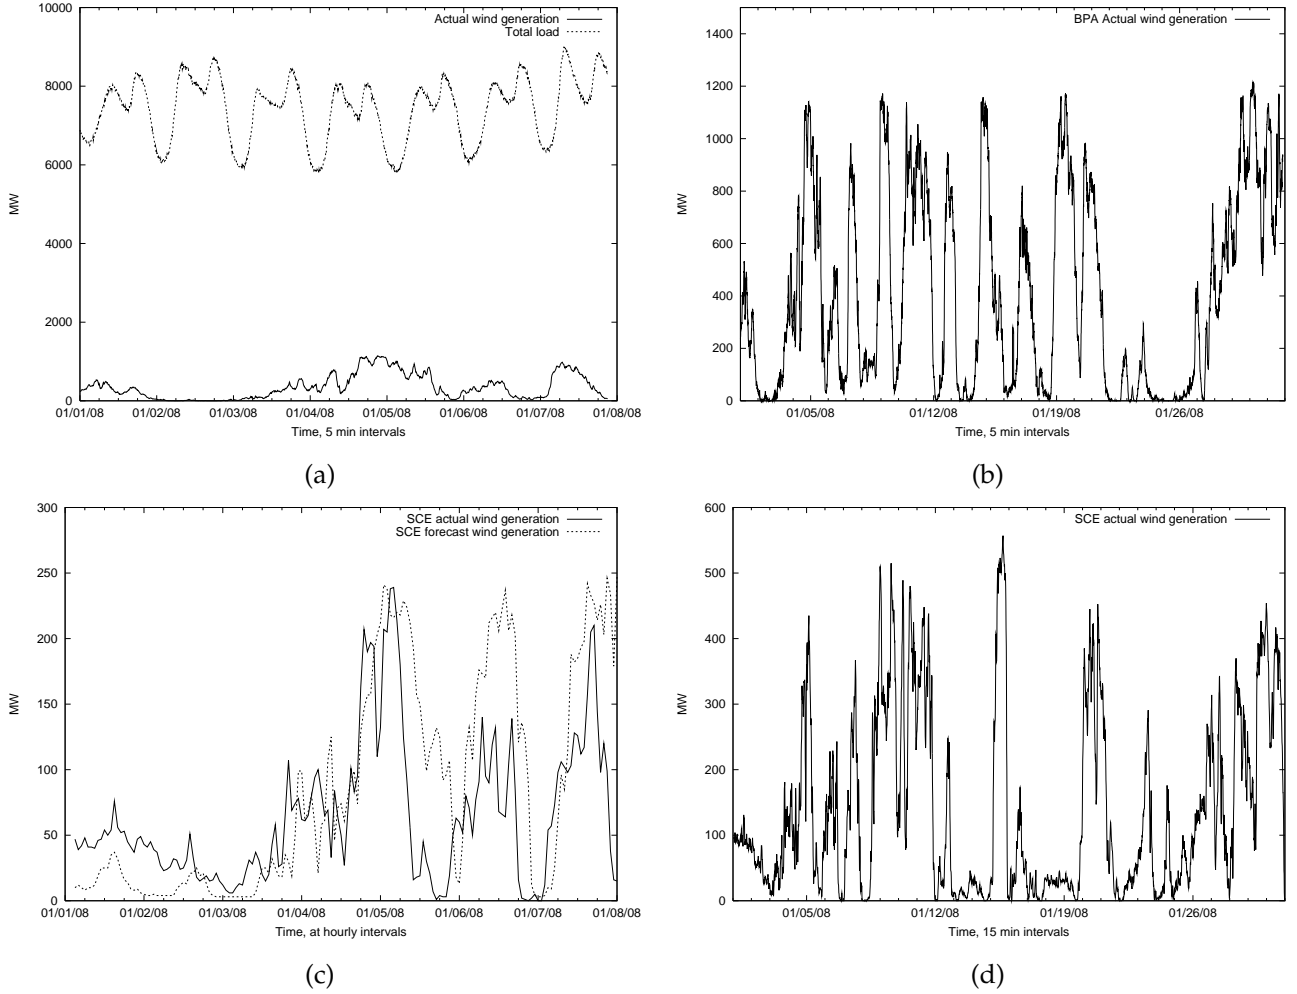 10000
Actual wind generation
Total load
8000
6000
MW
4000
2000
0
01/01/08 01/02/08 01/03/08 01/04/08 01/05/08 01/06/08 01/07/08 01/08/08
Time, 5 min intervals
(a)
1400
BPA Actual wind generation
1200
1000
800
MW
600
400
200
0
01/05/08 01/12/08 01/19/08 01/26/08
Time, 5 min intervals
(b)
300
SCE actual wind generation
SCE forecast wind generation
250
200
MW
150
100
50
0
01/01/08 01/02/08 01/03/08 01/04/08 01/05/08 01/06/08 01/07/08 01/08/08
Time, at hourly intervals
(c)
600
SCE actual wind generation
500
400
MW
300
200
100
0
01/05/08 01/12/08 01/19/08 01/26/08
Time, 15 min intervals
(d)